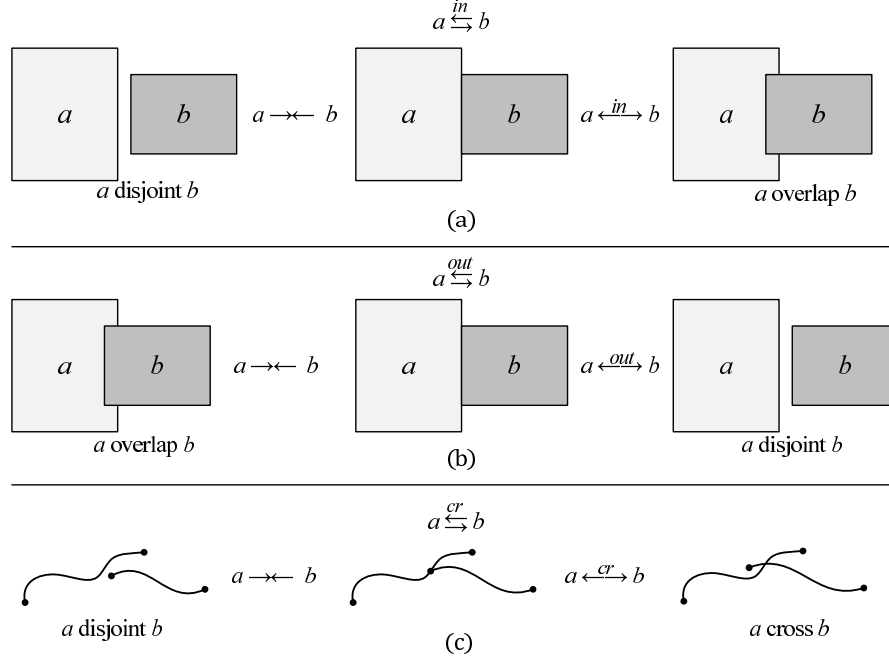 a ⇆ in b
a b a →← b a b a ←in→ b a b
a disjoint b a overlap b
(a)
a ⇆ out b
a b a →← b a b a ←out→ b a b
a overlap b a disjoint b
(b)
a ⇆ cr b
a →← b a ←cr→ b
a disjoint b a cross b
(c)